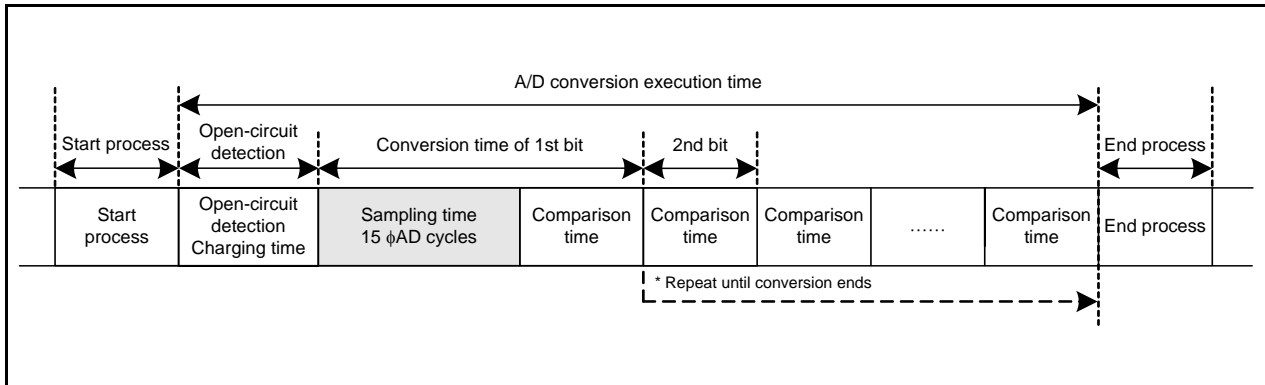 A/D conversion execution time
Start process
Open-circuit
detection
Conversion time of 1st bit
2nd bit
End process
Start
process
Open-circuit
detection
Charging time
Sampling time
15 ϕAD cycles
Comparison
time
Comparison
time
Comparison
time
……
Comparison
time
End process
* Repeat until conversion ends